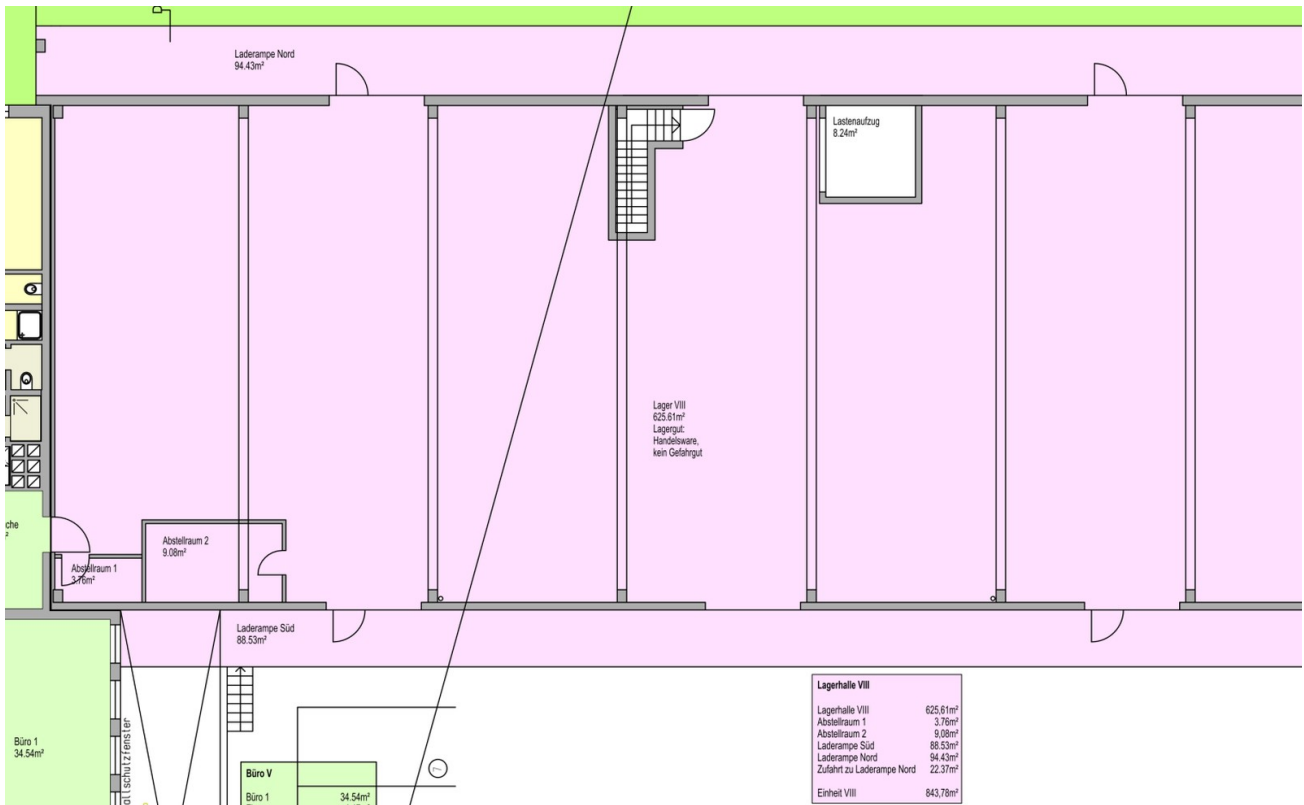 Laderampe Nord
94.43m²
Lastenaufzug
8.24m²
Lager VIII
625.61m²
Lagergut:
Handelsware,
kein Gefahrgut
che
Abstellraum 2
9.08m²
Abstellraum 1
3.76m²
Laderampe Süd
88.53m²
Büro 1
34.54m²
allschutzfenster
7
Büro V
Büro 1 34.54m²
Lagerhalle VIII
Lagerhalle VIII 625,61m²
Abstellraum 1 3.76m²
Abstellraum 2 9,08m²
Laderampe Süd 88.53m²
Laderampe Nord 94.43m²
Zufahrt zu Laderampe Nord 22.37m²
Einheit VIII 843,78m²